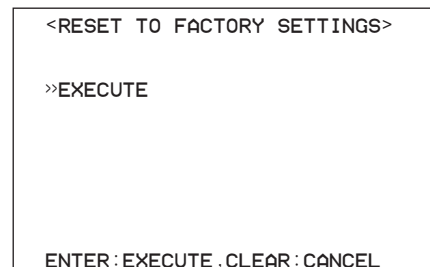 <RESET TO FACTORY SETTINGS>
»EXECUTE
ENTER:EXECUTE,CLEAR:CANCEL